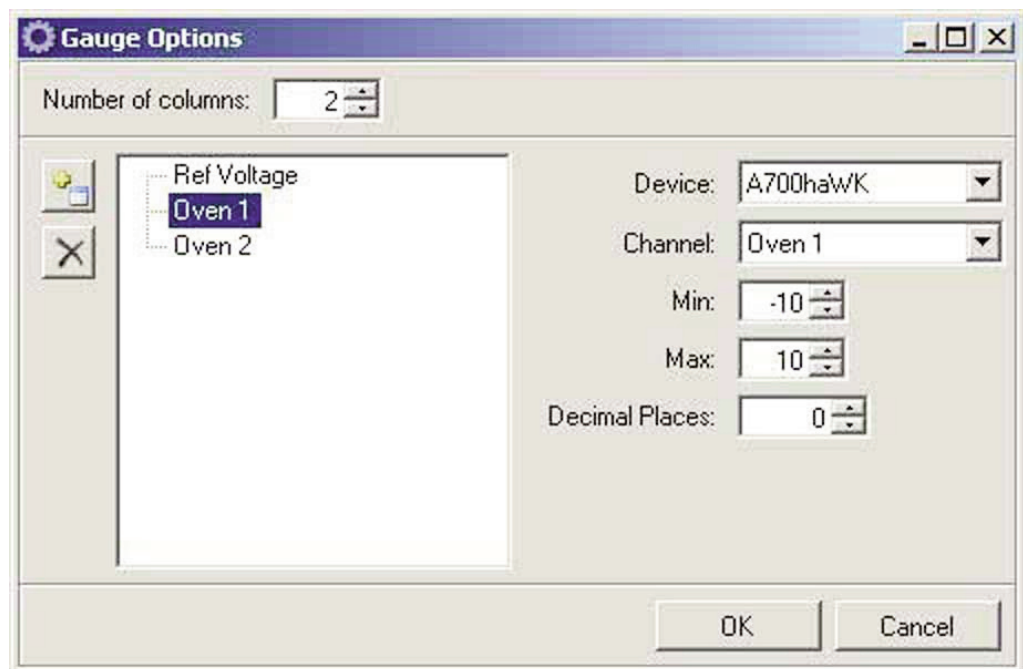 Gauge Options
Number of columns: 2
Ref Voltage
Oven 1
Oven 2
Device: A700haWK
Channel: Oven 1
Min: -10
Max: 10
Decimal Places: 0
OK Cancel